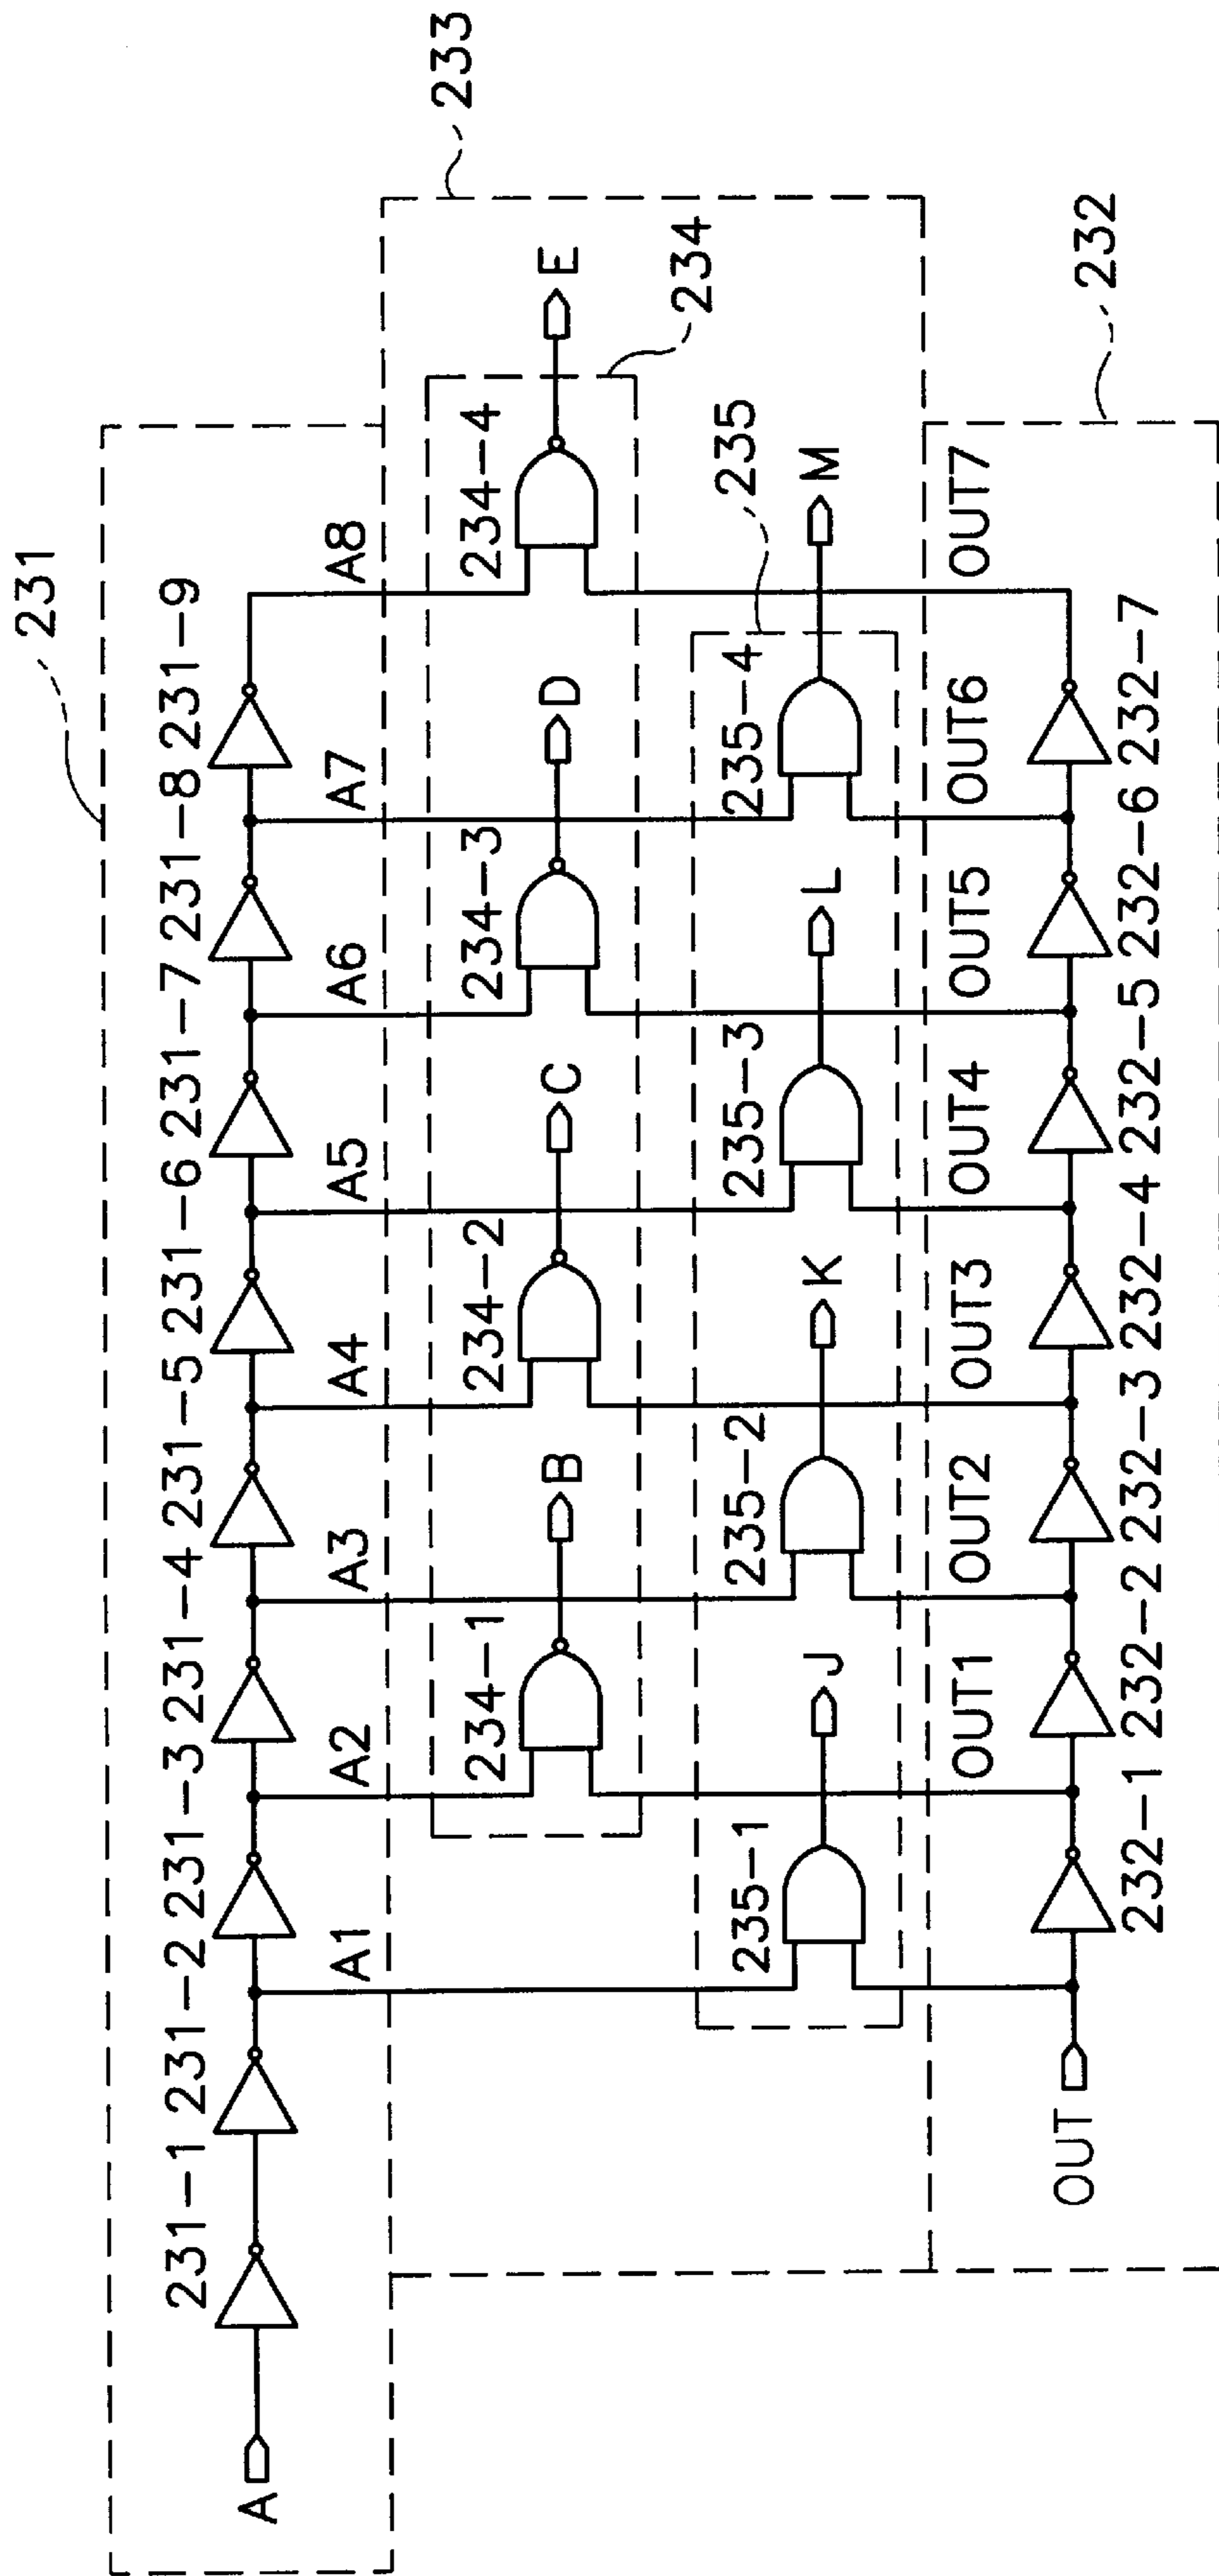 231
231-1 231-2 231-3 231-4 231-5 231-6 231-7 231-8 231-9
A
A1 A2 A3 A4 A5 A6 A7 A8
233
234-1 234-2 234-3 234-4
B C D E
234
235
235-1 235-2 235-3 235-4
J K L M
OUT1 OUT2 OUT3 OUT4 OUT5 OUT6 OUT7
OUT
232-1 232-2 232-3 232-4 232-5 232-6 232-7
232